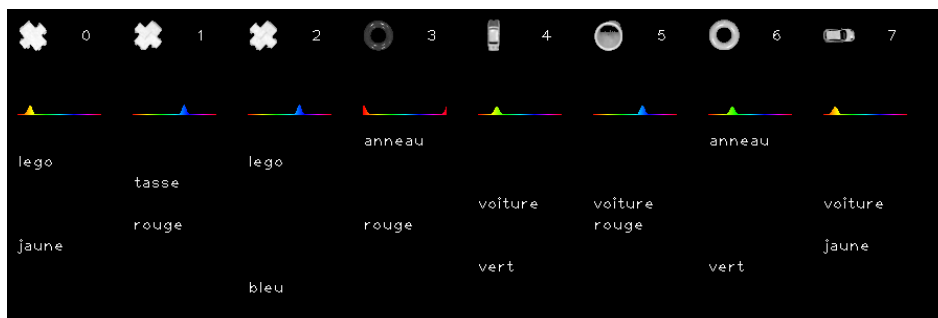 0 1 2 3 4 5 6 7
anneau anneau
lego lego
tasse
voiture voiture voiture
rouge rouge rouge
jaune jaune
vert vert
bleu